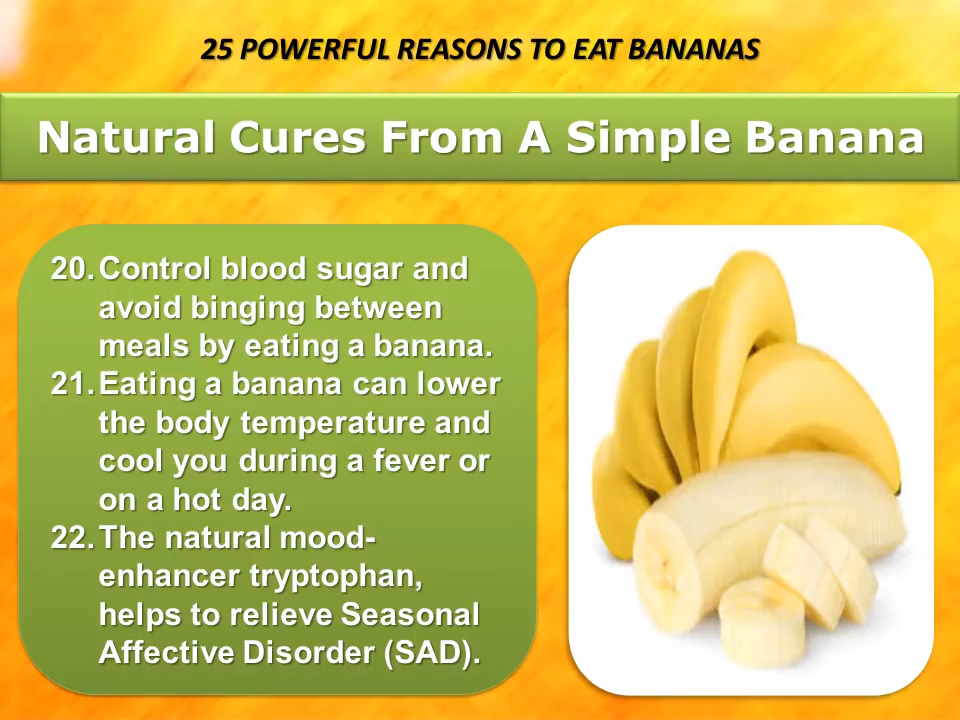 25 POWERFUL REASONS TO EAT BANANAS
Natural Cures From A Simple Banana
20. Control blood sugar and
avoid binging between
meals by eating a banana.
21. Eating a banana can lower
the body temperature and
cool you during a fever or
on a hot day.
22. The natural mood-
enhancer tryptophan,
helps to relieve Seasonal
Affective Disorder (SAD).